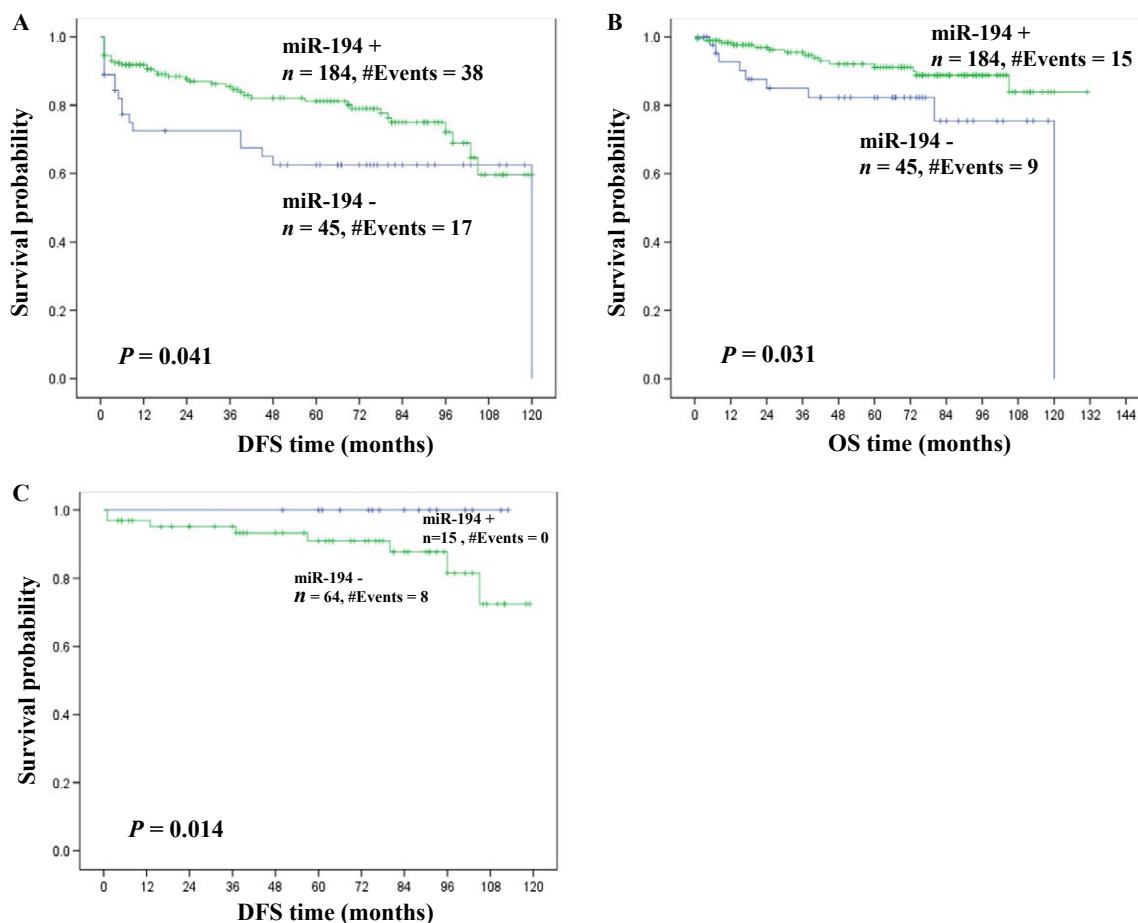 A
Survival probability
1.0
0.8
0.6
0.4
0.2
0.0
miR-194 +
n = 184, #Events = 38
miR-194 -
n = 45, #Events = 17
P = 0.041
0 12 24 36 48 60 72 84 96 108 120
DFS time (months)
B
Survival probability
1.0
0.8
0.6
0.4
0.2
0.0
miR-194 +
n = 184, #Events = 15
miR-194 -
n = 45, #Events = 9
P = 0.031
0 12 24 36 48 60 72 84 96 108 120 132 144
OS time (months)
C
Survival probability
1.0
0.8
0.6
0.4
0.2
0.0
miR-194 +
n=15 , #Events = 0
miR-194 -
n = 64, #Events = 8
P = 0.014
0 12 24 36 48 60 72 84 96 108 120
DFS time (months)